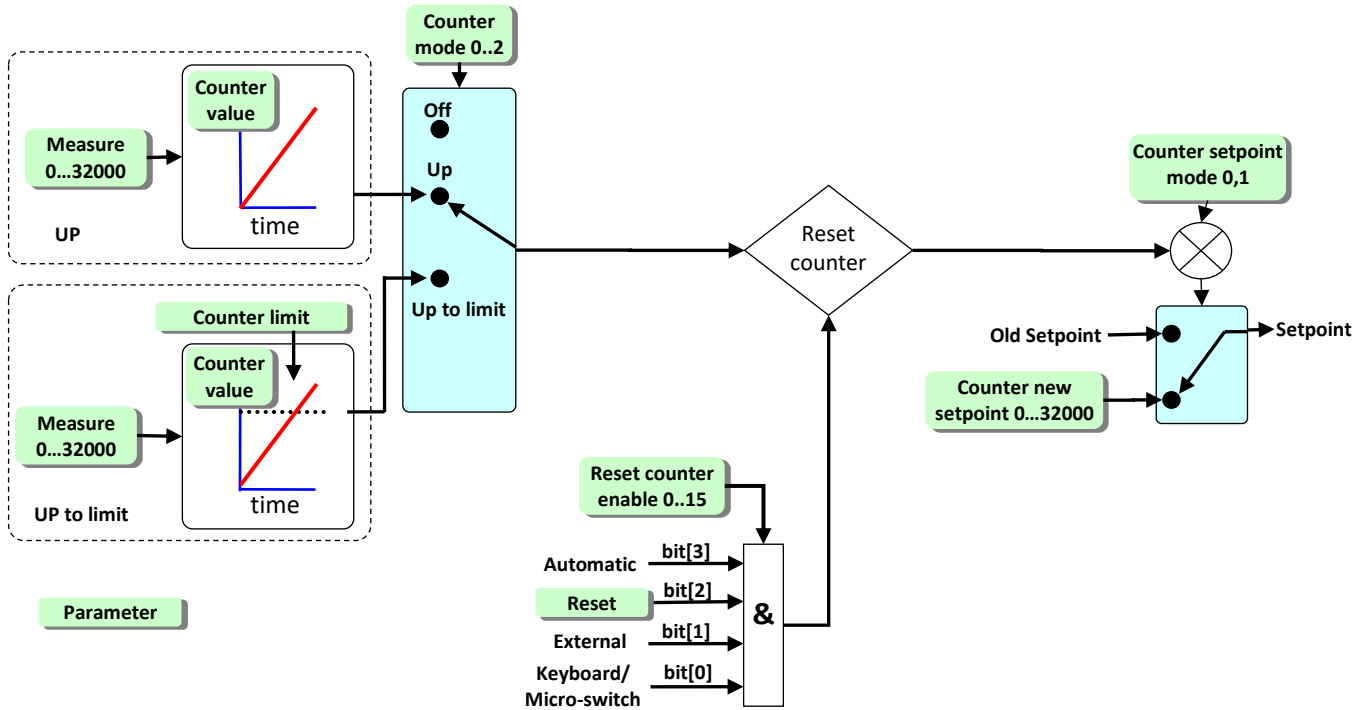 Counter
mode 0..2
Counter
value
Measure
0...32000
time
UP
Off
Up
Up to limit
Counter limit
Counter
value
Measure
0...32000
time
UP to limit
Parameter
Reset
counter
Counter setpoint
mode 0,1
Old Setpoint
Setpoint
Counter new
setpoint 0...32000
Reset counter
enable 0..15
Automatic
bit[3]
Reset
bit[2]
External
bit[1]
Keyboard/
Micro-switch
bit[0]
&